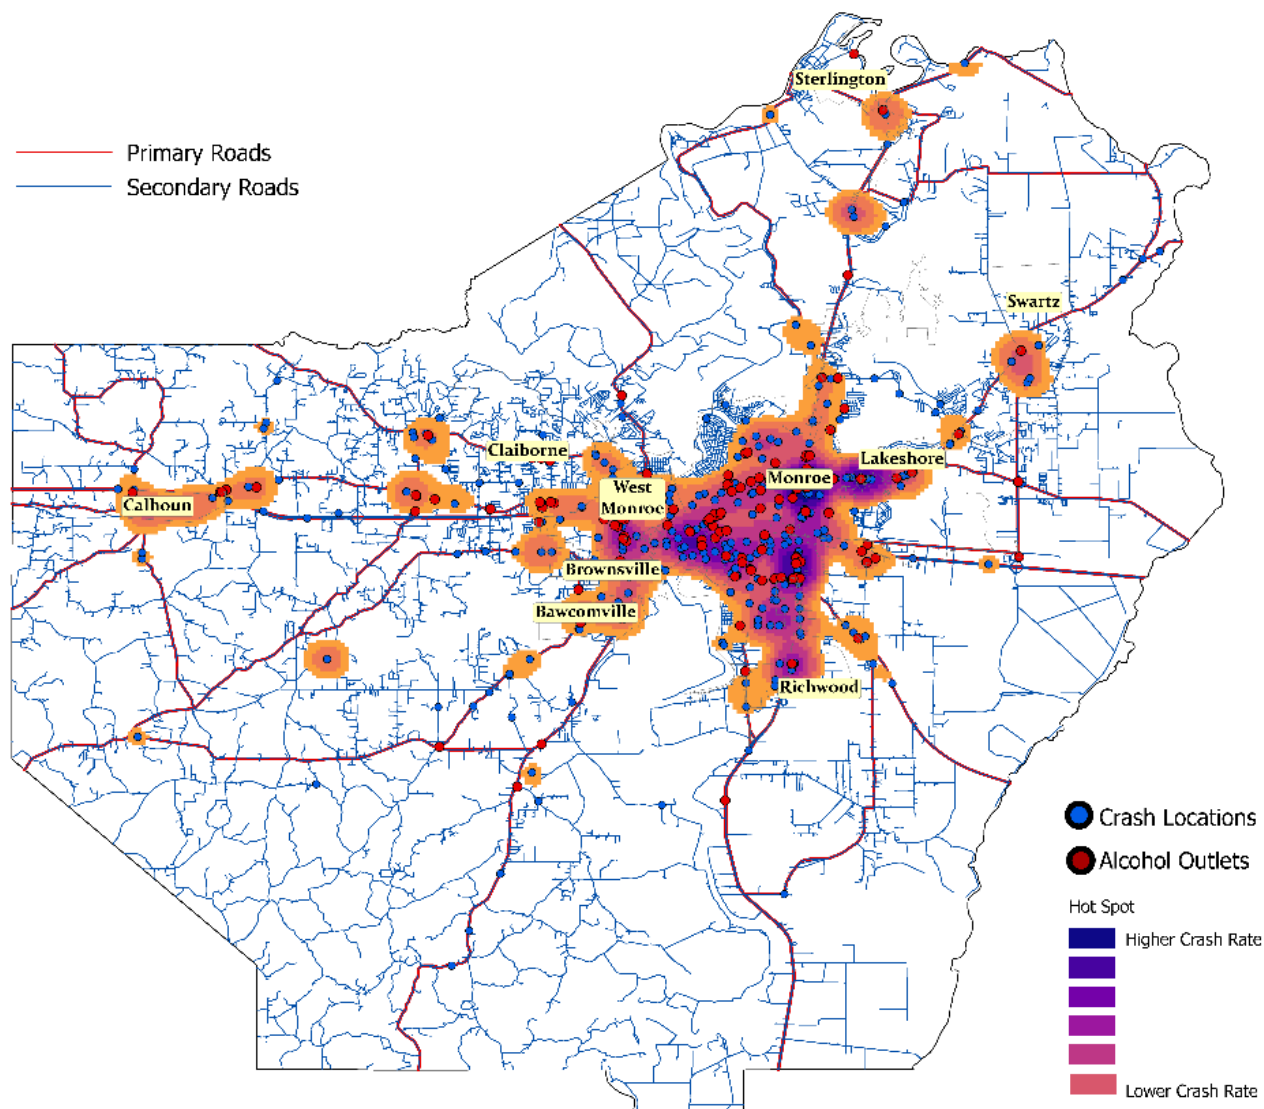 Sterlington
Primary Roads
Secondary Roads
Swartz
Claiborne
Lakeshore
West
Monroe
Monroe
Calhoun
Brownsville
Bawcomville
Richwood
Crash Locations
Alcohol Outlets
Hot Spot
Higher Crash Rate
Lower Crash Rate